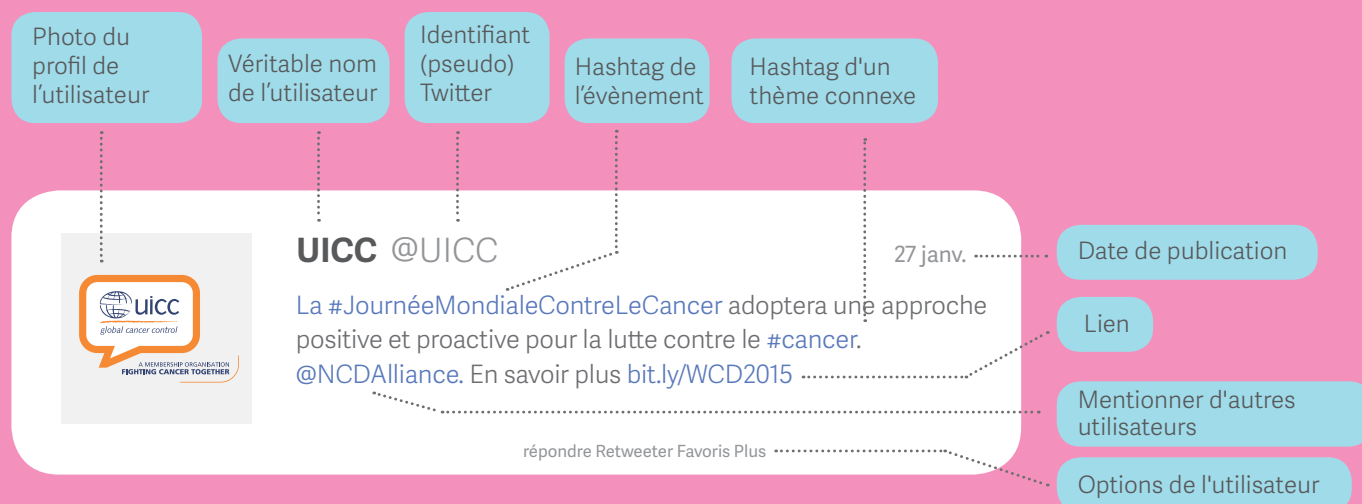 Photo du
profil de
l’utilisateur
Véritable nom
de l’utilisateur
Identifiant
(pseudo)
Twitter
Hashtag de
l’évènement
Hashtag d'un
thème connexe
UICC @UICC
27 janv.
Date de publication
uicc
global cancer control
A MEMBERSHIP ORGANISATION
FIGHTING CANCER TOGETHER
La #JournéeMondialeContreLeCancer adoptera une approche
positive et proactive pour la lutte contre le #cancer.
@NCDAlliance. En savoir plus bit.ly/WCD2015
Lien
Mentionner d'autres
utilisateurs
répondre Retweeter Favoris Plus
Options de l'utilisateur